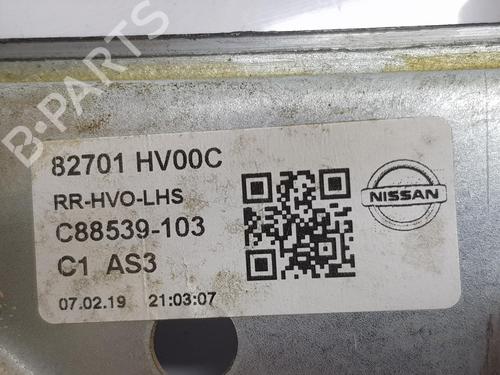 B-PARTS
82701 HV00C
RR-HVO-LHS
C88539-103
C1 AS3
07.02.19 21:03:07
NISSAN